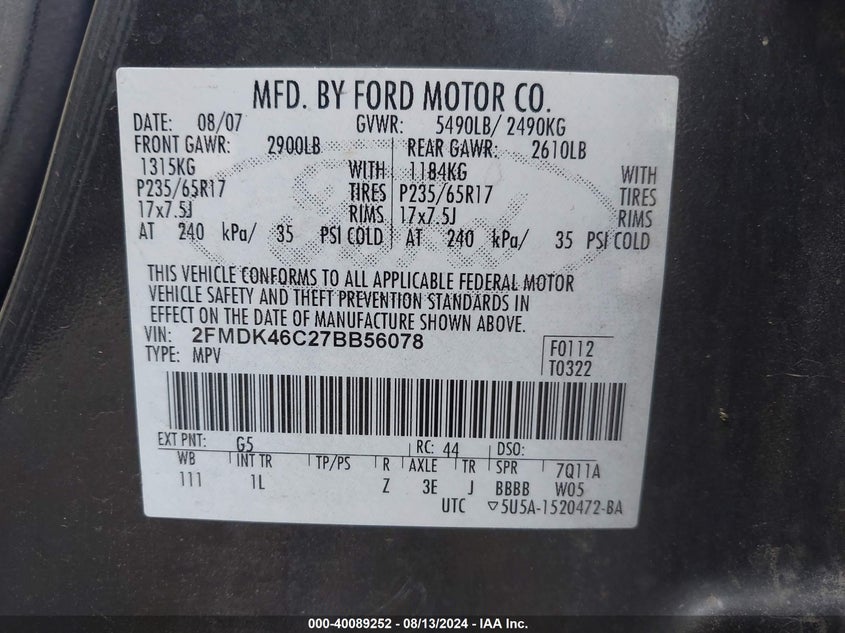 MFD. BY FORD MOTOR CO.
DATE: 08/07 GVWR: 5490LB/ 2490KG
FRONT GAWR: 2900LB REAR GAWR: 2610LB
1315KG WITH 1184KG WITH
P235/65R17 TIRES P235/65R17 TIRES
17x7.5J RIMS 17x7.5J RIMS
AT 240 kPa/ 35 PSI COLD AT 240 kPa/ 35 PSI COLD
THIS VEHICLE CONFORMS TO ALL APPLICABLE FEDERAL MOTOR
VEHICLE SAFETY AND THEFT PREVENTION STANDARDS IN
EFFECT ON THE DATE OF MANUFACTURE SHOWN ABOVE.
VIN: 2FMDK46C27BB56078
TYPE: MPV
F0112
T0322
EXT PNT: G5 RC: 44 DSO:
WB INT TR TP/PS R AXLE TR SPR 7Q11A
111 1L Z 3E J BBBB W05
UTC ▽5U5A-1520472-BA
000-40089252 - 08/13/2024 - IAA Inc.